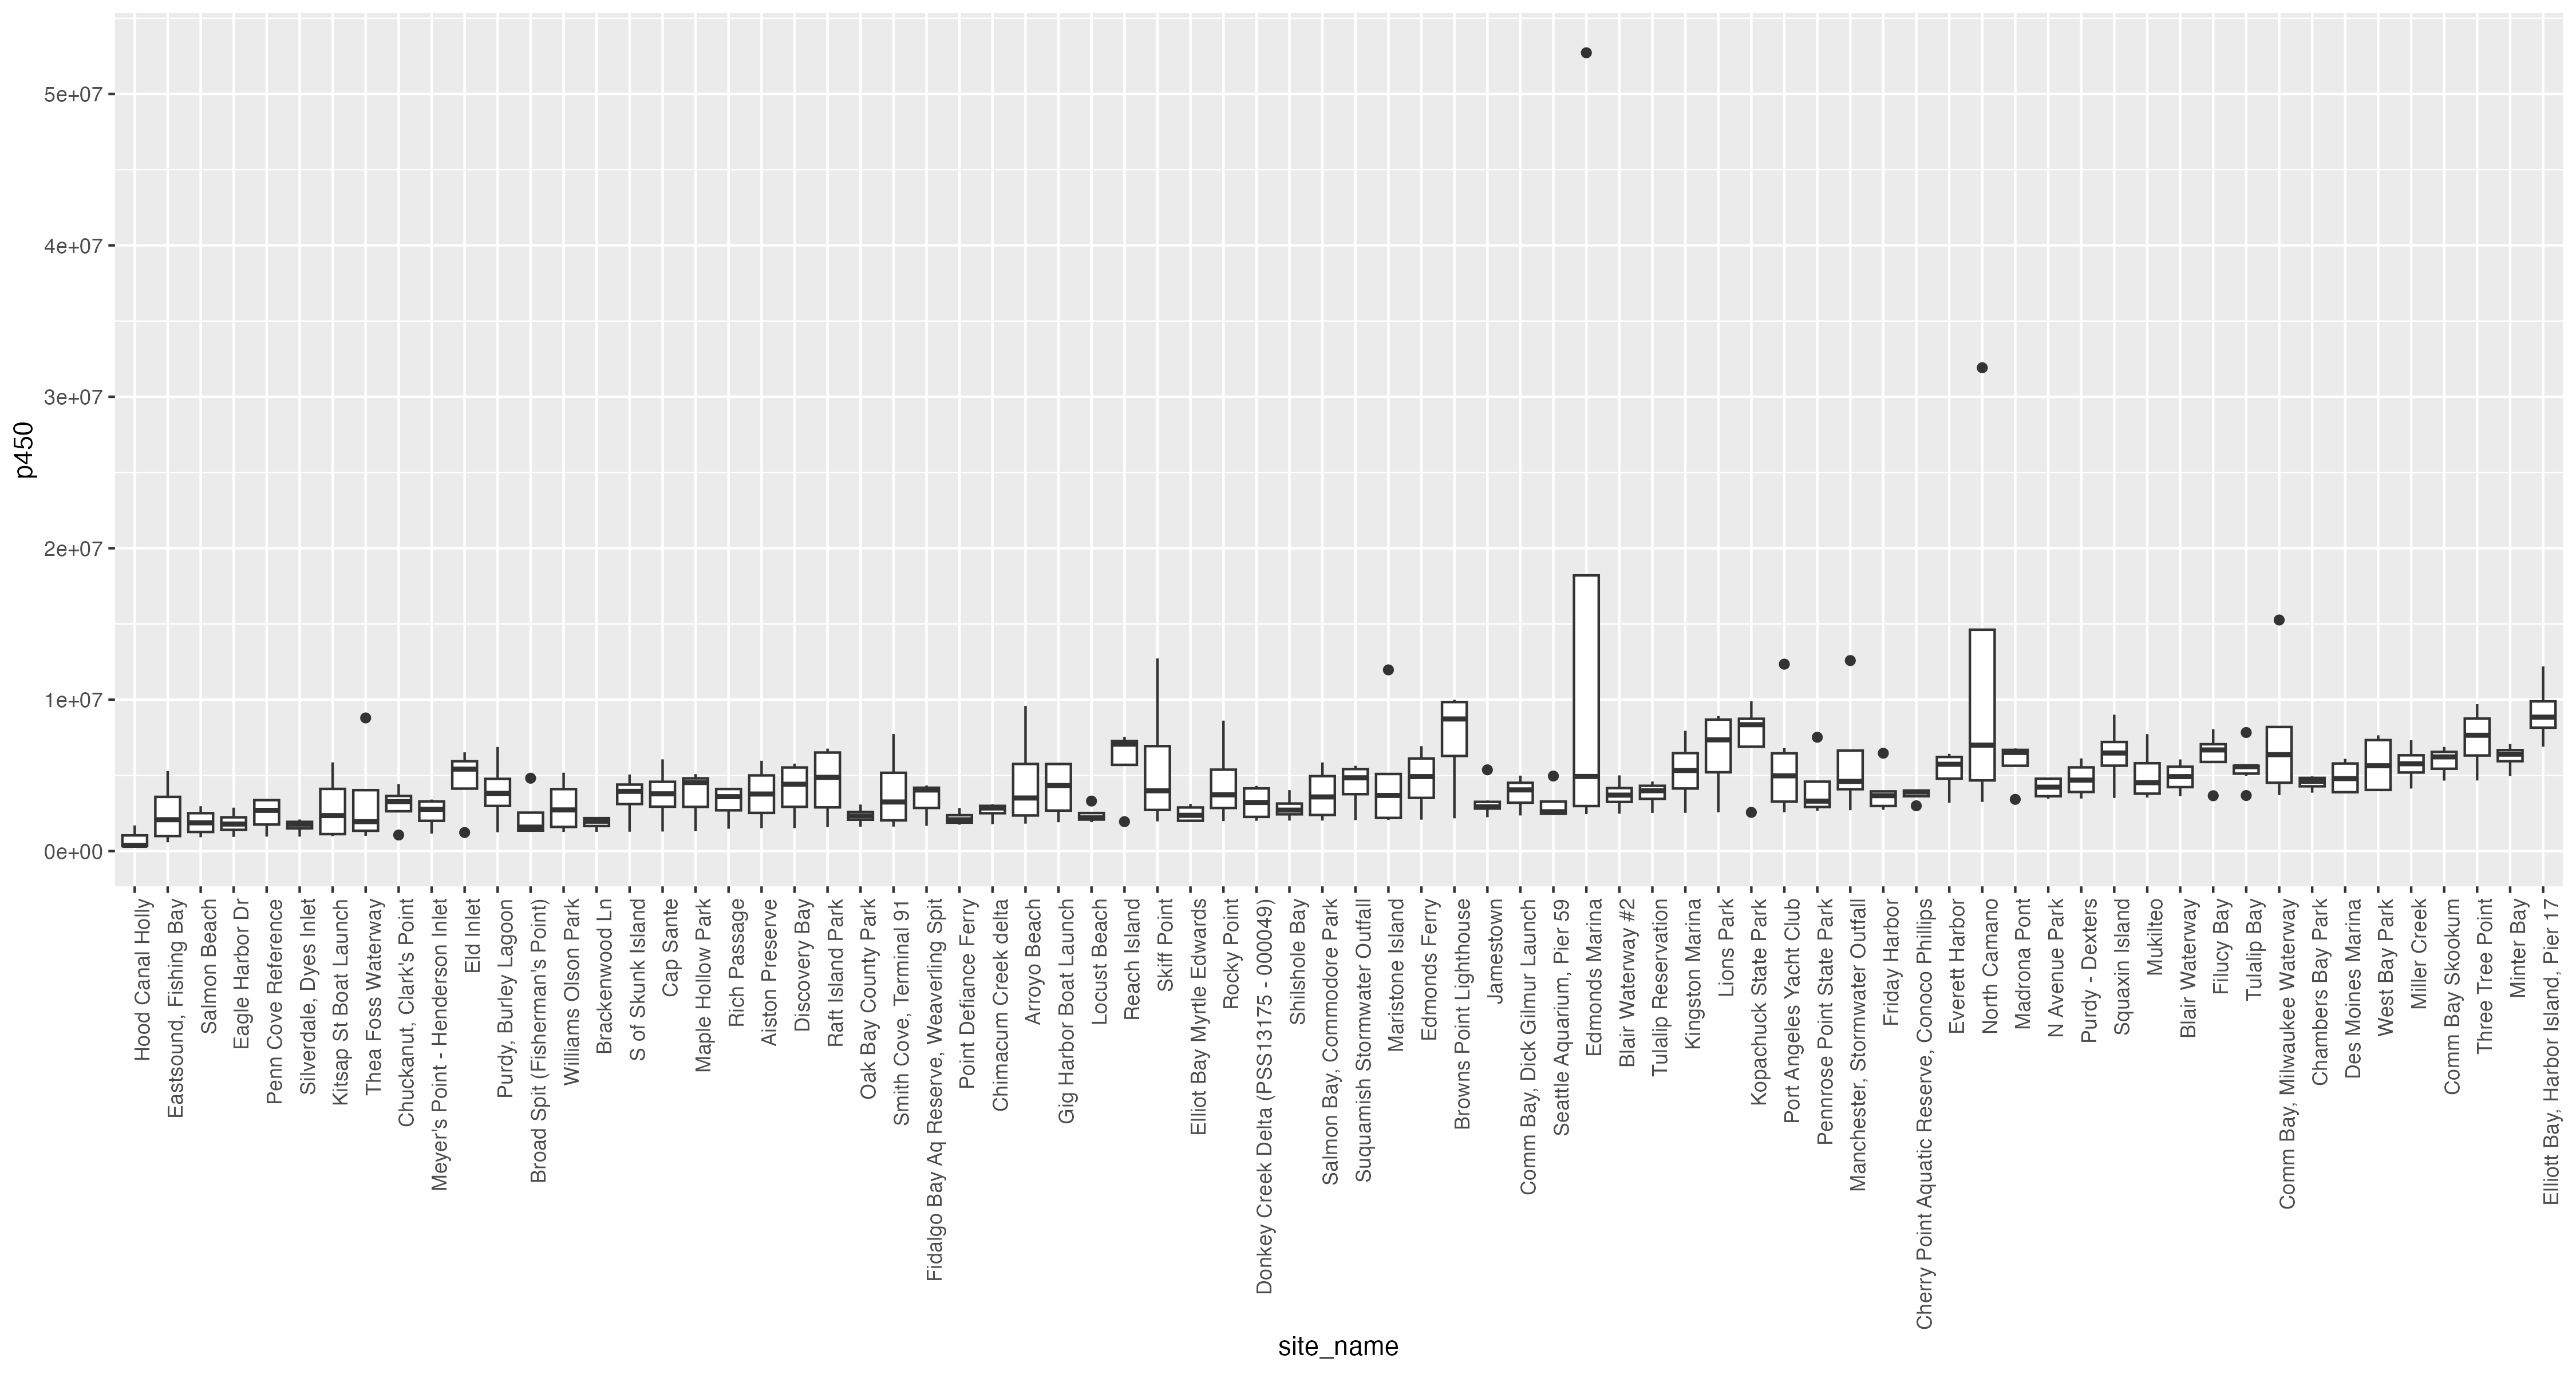 5e+07
4e+07
3e+07
2e+07
1e+07
0e+00
p450
Hood Canal Holly
Eastsound, Fishing Bay
Salmon Beach
Eagle Harbor Dr
Penn Cove Reference
Silverdale, Dyes Inlet
Kitsap St Boat Launch
Thea Foss Waterway
Chuckanut, Clark's Point
Meyer's Point - Henderson Inlet
Eld Inlet
Purdy, Burley Lagoon
Broad Spit (Fisherman's Point)
Williams Olson Park
Brackenwood Ln
S of Skunk Island
Cap Sante
Maple Hollow Park
Rich Passage
Aiston Preserve
Discovery Bay
Raft Island Park
Oak Bay County Park
Smith Cove, Terminal 91
Fidalgo Bay Aq Reserve, Weaverling Spit
Point Defiance Ferry
Chimacum Creek delta
Arroyo Beach
Gig Harbor Boat Launch
Locust Beach
Reach Island
Skiff Point
Elliot Bay Myrtle Edwards
Rocky Point
Donkey Creek Delta (PSS13175 - 000049)
Shilshole Bay
Salmon Bay, Commodore Park
Suquamish Stormwater Outfall
Maristone Island
Edmonds Ferry
Browns Point Lighthouse
Jamestown
Comm Bay, Dick Gilmur Launch
Seattle Aquarium, Pier 59
Edmonds Marina
Blair Waterway #2
Tulalip Reservation
Kingston Marina
Lions Park
Kopachuck State Park
Port Angeles Yacht Club
Pennrose Point State Park
Manchester, Stormwater Outfall
Friday Harbor
Cherry Point Aquatic Reserve, Conoco Phillips
Everett Harbor
North Camano
Madrona Pont
N Avenue Park
Purdy - Dexters
Squaxin Island
Mukilteo
Blair Waterway
Filucy Bay
Tulalip Bay
Comm Bay, Milwaukee Waterway
Chambers Bay Park
Des Moines Marina
West Bay Park
Miller Creek
Comm Bay Skookum
Three Tree Point
Minter Bay
Elliott Bay, Harbor Island, Pier 17
site_name